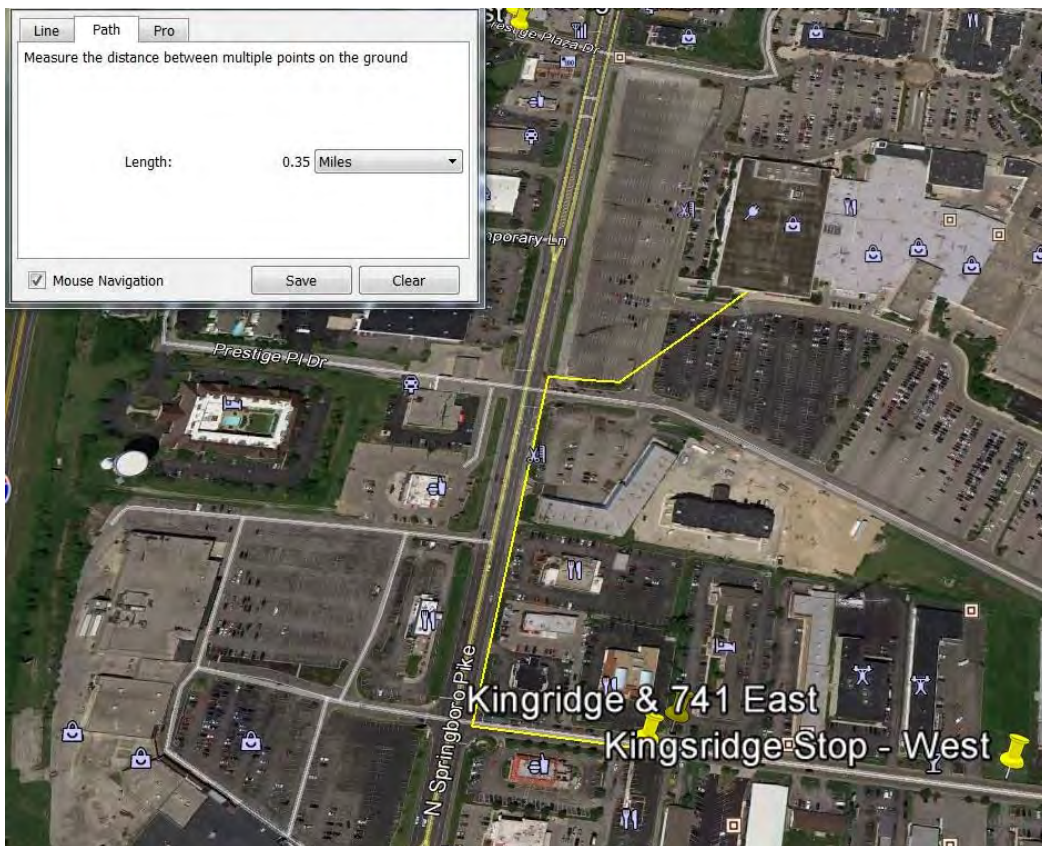 Line Path Pro
Measure the distance between multiple points on the ground
Length: 0.35 Miles
Mouse Navigation Save Clear
Prestige Plaza Dr
mporary Ln
Prestige Pl Dr
N Springboro Pike
Kingridge & 741 East
Kingsridge Stop - West